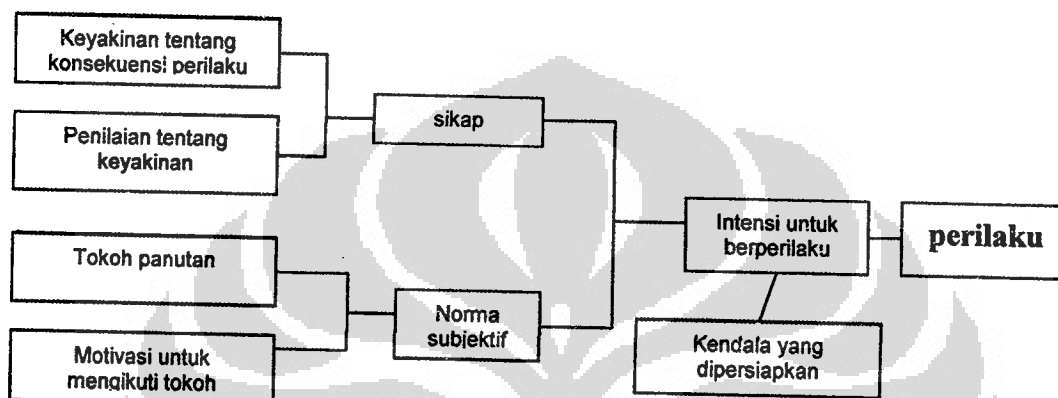 Keyakinan tentang
konsekuensi perilaku
Penilaian tentang
keyakinan
sikap
Tokoh panutan
Motivasi untuk
mengikuti tokoh
Norma
subjektif
Intensi untuk
berperilaku
perilaku
Kendala yang
dipersiapkan